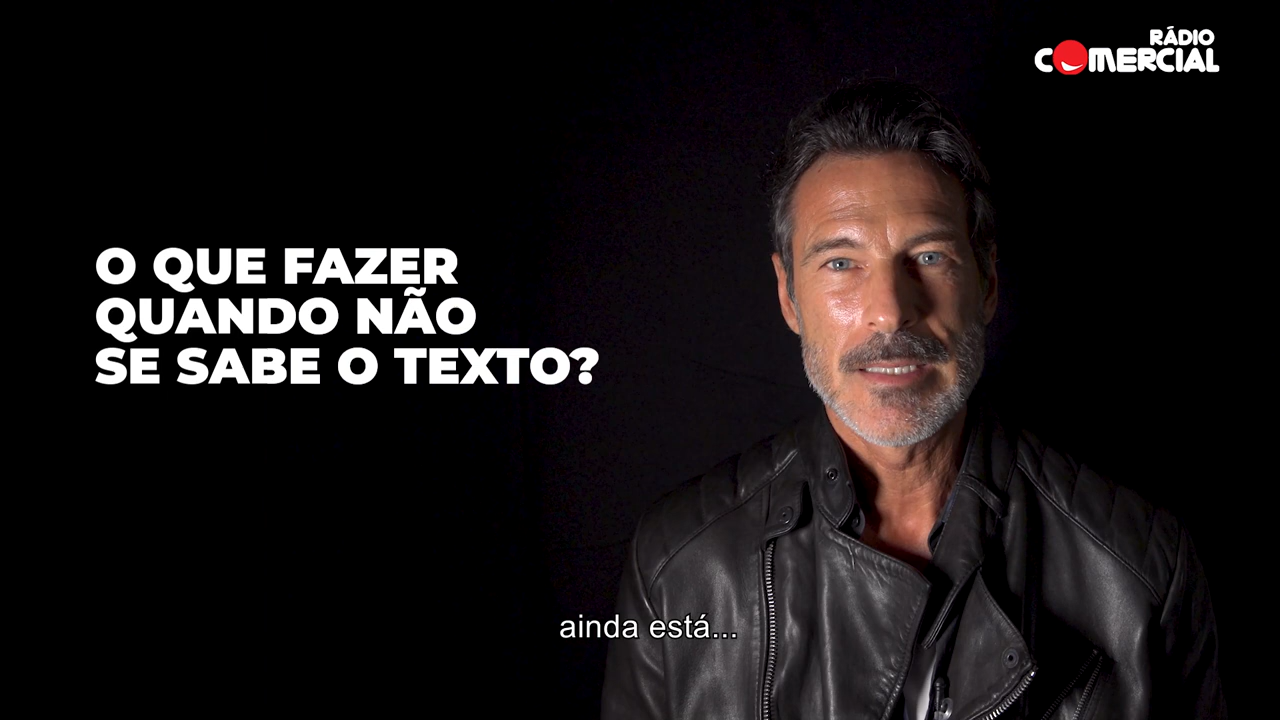 RÁDIO
COMERCIAL
O QUE FAZER
QUANDO NÃO
SE SABE O TEXTO?
ainda está...